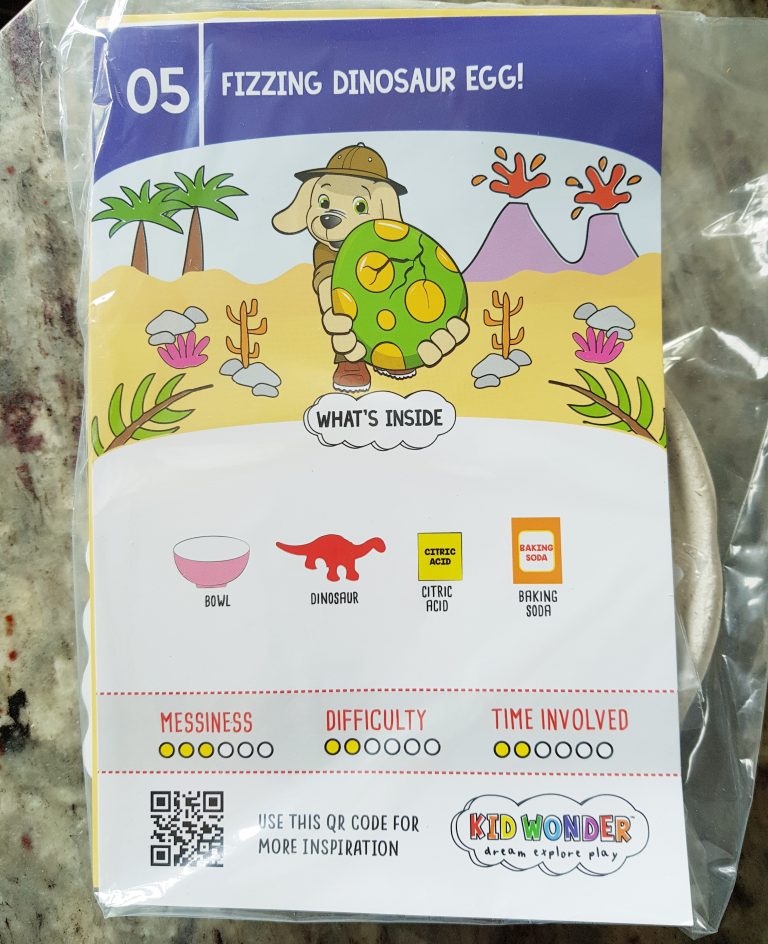 05
FIZZING DINOSAUR EGG!
WHAT'S INSIDE
BOWL
DINOSAUR
CITRIC
ACID
CITRIC
ACID
BAKING
SODA
BAKING
SODA
MESSINESS
DIFFICULTY
TIME INVOLVED
USE THIS QR CODE FOR
MORE INSPIRATION
KID WONDER™
dream explore play